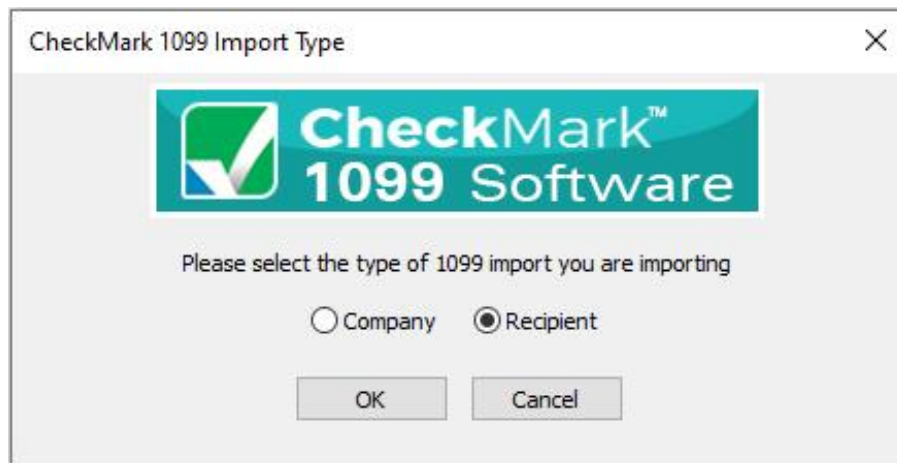 CheckMark 1099 Import Type
CheckMark™
1099 Software
Please select the type of 1099 import you are importing
Company Recipient
OK Cancel